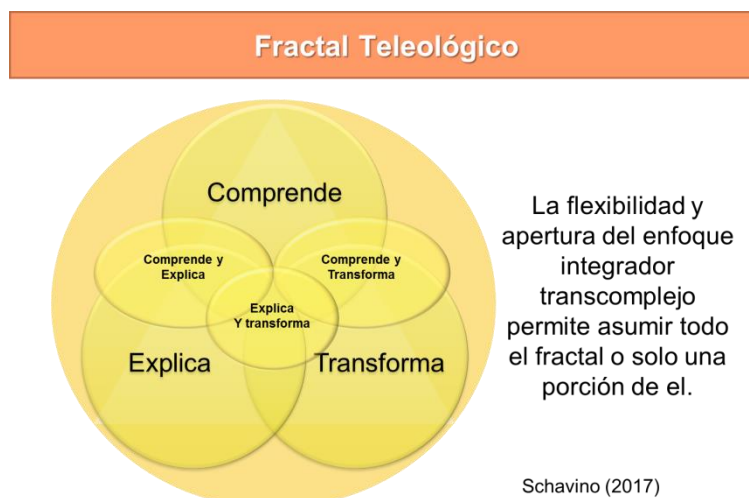 Fractal Teleológico
Comprende
Comprende y
Explica
Comprende y
Transforma
Explica
Y transforma
Explica
Transforma
La flexibilidad y
apertura del enfoque
integrador
transcomplejo
permite asumir todo
el fractal o solo una
porción de el.
Schavino (2017)